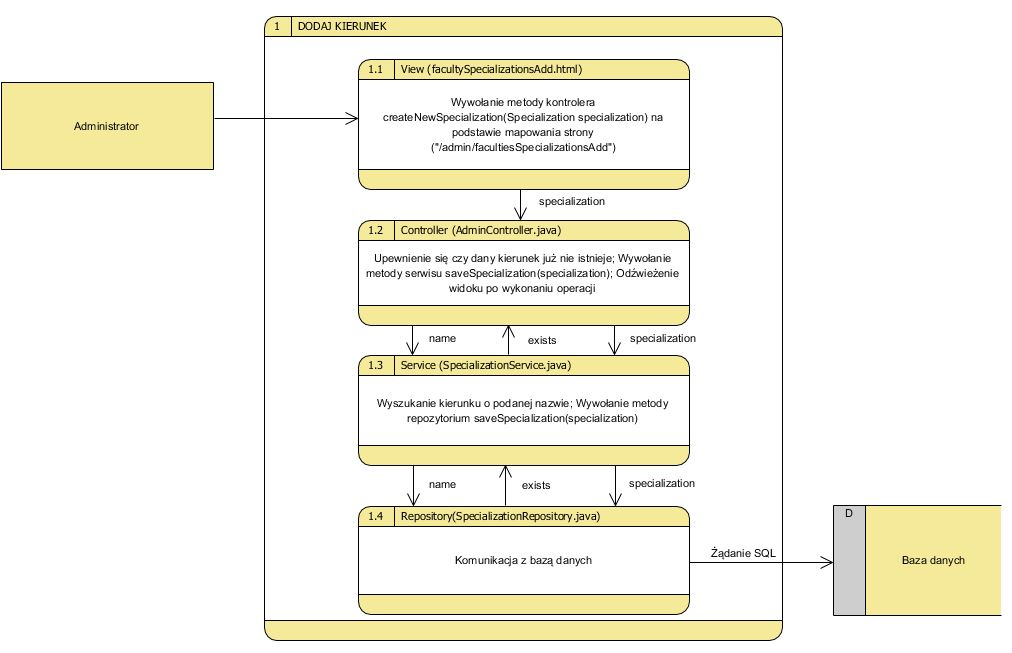 1 DODAJ KIERUNEK
1.1 View (facultySpecializationsAdd.html)
Wywołanie metody kontrolera
createNewSpecialization(Specialization specialization) na
podstawie mapowania strony
("/admin/facultiesSpecializationsAdd")
Administrator
specialization
1.2 Controller (AdminController.java)
Upewnienie się czy dany kierunek już nie istnieje; Wywołanie
metody serwisu saveSpecialization(specialization); Odźwieżenie
widoku po wykonaniu operacji
name exists specialization
1.3 Service (SpecializationService.java)
Wyszukanie kierunku o podanej nazwie; Wywołanie metody
repozytorium saveSpecialization(specialization)
name exists specialization
1.4 Repository(SpecializationRepository.java)
Komunikacja z bazą danych
Żądanie SQL
D
Baza danych